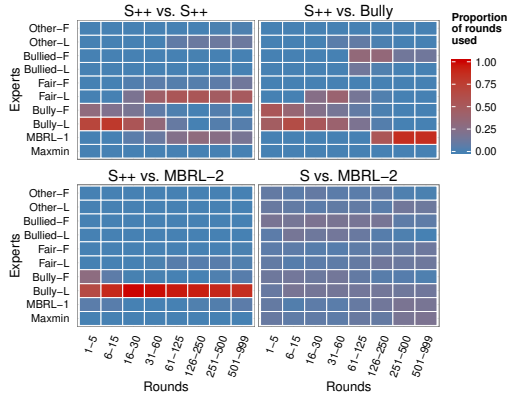 S++ vs. S++
S++ vs. Bully
Proportion
of rounds
used
1.00
0.75
0.50
0.25
0.00
Experts
Other−F
Other−L
Bullied−F
Bullied−L
Fair−F
Fair−L
Bully−F
Bully−L
MBRL−1
Maxmin
S++ vs. MBRL−2
S vs. MBRL−2
Experts
Other−F
Other−L
Bullied−F
Bullied−L
Fair−F
Fair−L
Bully−F
Bully−L
MBRL−1
Maxmin
1−5
6−15
16−30
31−60
61−125
126−250
251−500
501−999
1−5
6−15
16−30
31−60
61−125
126−250
251−500
501−999
Rounds
Rounds